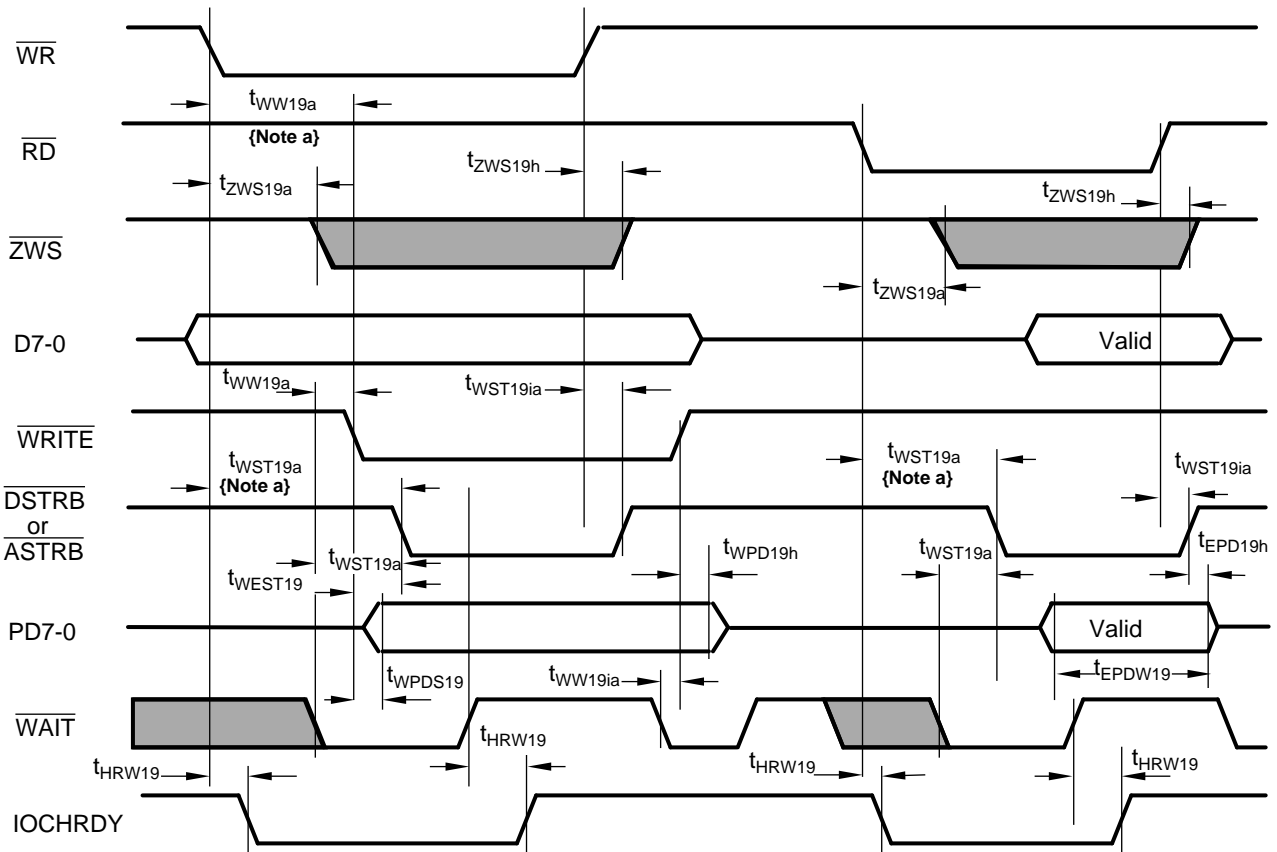 WR
tWW19a
{Note a}
RD
tZWS19a
tZWS19h
tZWS19h
ZWS
tZWS19a
D7-0
Valid
tWW19a
tWST19ia
WRITE
tWST19a
{Note a}
tWST19a
{Note a}
tWST19ia
DSTRB
or
ASTRB
tWST19a
tWEST19
tWPD19h
tWST19a
tEPD19h
PD7-0
Valid
tWPDS19
tWW19ia
tEPDW19
WAIT
tHRW19
tHRW19
tHRW19
tHRW19
IOCHRDY